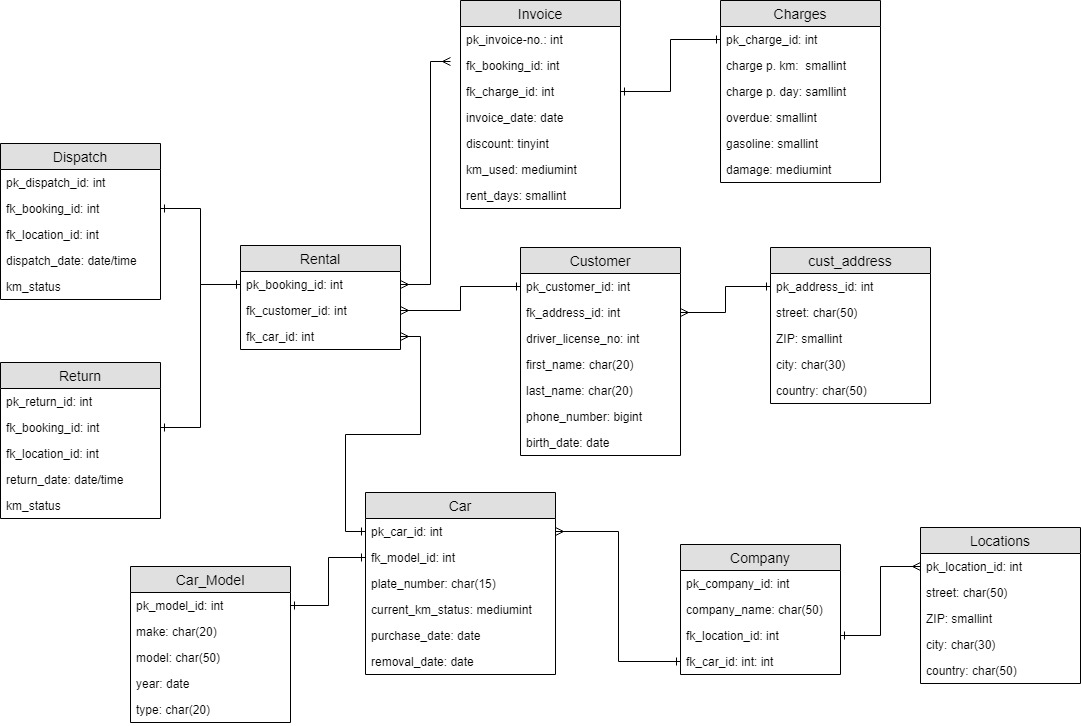 Invoice
pk_invoice-no.: int
fk_booking_id: int
fk_charge_id: int
invoice_date: date
discount: tinyint
km_used: mediumint
rent_days: smallint
Charges
pk_charge_id: int
charge p. km:  smallint
charge p. day: samllint
overdue: smallint
gasoline: smallint
damage: mediumint
Dispatch
pk_dispatch_id: int
fk_booking_id: int
fk_location_id: int
dispatch_date: date/time
km_status
Rental
pk_booking_id: int
fk_customer_id: int
fk_car_id: int
Customer
pk_customer_id: int
fk_address_id: int
driver_license_no: int
first_name: char(20)
last_name: char(20)
phone_number: bigint
birth_date: date
cust_address
pk_address_id: int
street: char(50)
ZIP: smallint
city: char(30)
country: char(50)
Return
pk_return_id: int
fk_booking_id: int
fk_location_id: int
return_date: date/time
km_status
Car
pk_car_id: int
fk_model_id: int
plate_number: char(15)
current_km_status: mediumint
purchase_date: date
removal_date: date
Car_Model
pk_model_id: int
make: char(20)
model: char(50)
year: date
type: char(20)
Company
pk_company_id: int
company_name: char(50)
fk_location_id: int
fk_car_id: int: int
Locations
pk_location_id: int
street: char(50)
ZIP: smallint
city: char(30)
country: char(50)